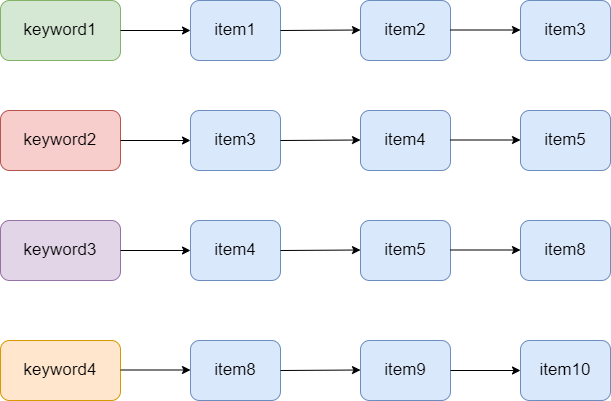 keyword1 item1 item2 item3
keyword2 item3 item4 item5
keyword3 item4 item5 item8
keyword4 item8 item9 item10